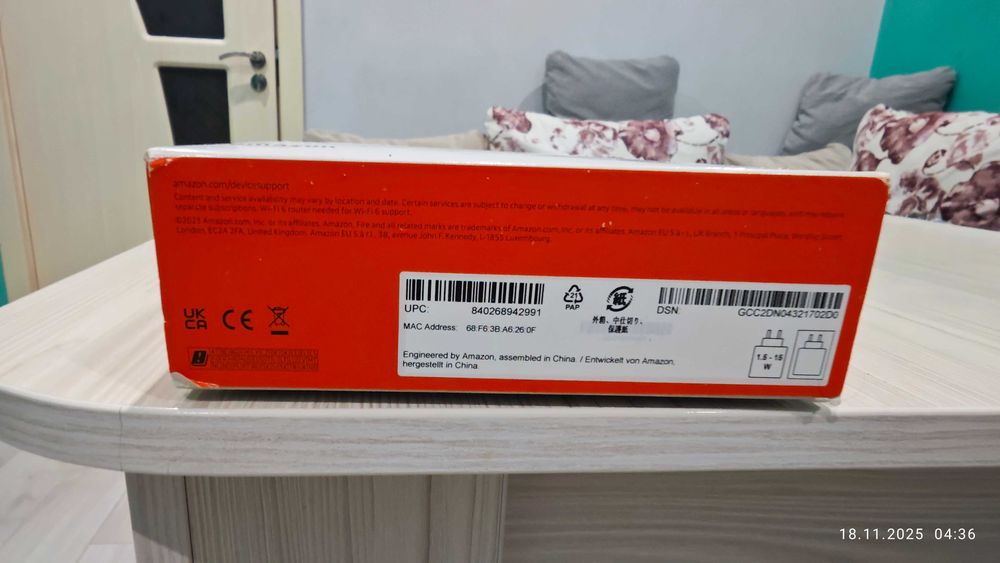 amazon
amazon.com/devicesupport
Content and Service availability may vary by location and date. Certain services are subject to change or withdrawal at any time, may not be available in all areas or languages, and may require
separate subscriptions. Wi-Fi 6 router needed for Wi-Fi 6 support.
©2025 Amazon.com, Inc. or its affiliates. Amazon, Fire and all related marks are trademarks of Amazon.com, Inc. or its affiliates. Amazon EU S.à r.l., UK Branch, 1 Principal Place, Worship Street,
London, EC2A 2FA, United Kingdom. Amazon EU S.à r.l., 38, avenue John F. Kennedy, L-1855 Luxembourg.
UK
CA
CE
UPC: 840268942991
MAC Address: 68:F6:3B:A6:26:0F
21
PAP
紙
外箱、中仕切り、
保護紙
DSN: GCC2DN04321702D0
Engineered by Amazon, assembled in China. / Entwickelt von Amazon,
hergestellt in China.
1.5 - 15
W
18.11.2025 04:36